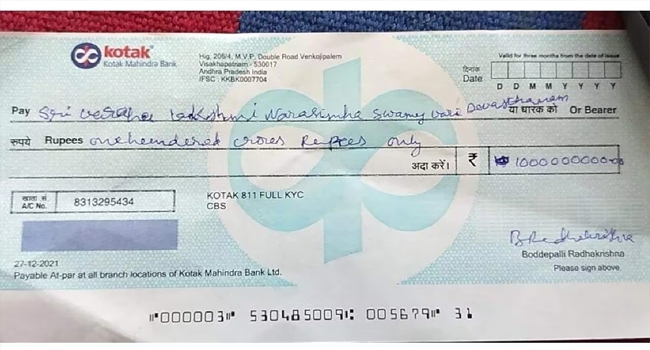 kotak
Kotak Mahindra Bank
Hig, 206/4, M.V.P, Double Road Venkojipalem
Visakhapatnam - 530017
Andhra Pradesh India
IFSC : KKBK0007704
Valid for three months from the date of issue
दिनांक
Date
D D M M Y Y Y Y
Pay Sri varaha lakshmi Narasimha Swamy vari Devasthanam या धारक को Or Bearer
रुपये Rupees one hundered crores Rupees only
अदा करें। ₹ 1000000000-00
खाता सं.
A/C No. 8313295434
KOTAK 811 FULL KYC
CBS
27-12-2021
Payable At-par at all branch locations of Kotak Mahindra Bank Ltd.
B Radhakrishna
Boddepalli Radhakrishna
Please sign above
⑈000003⑈ 530485009⑆ 005679⑈ 31